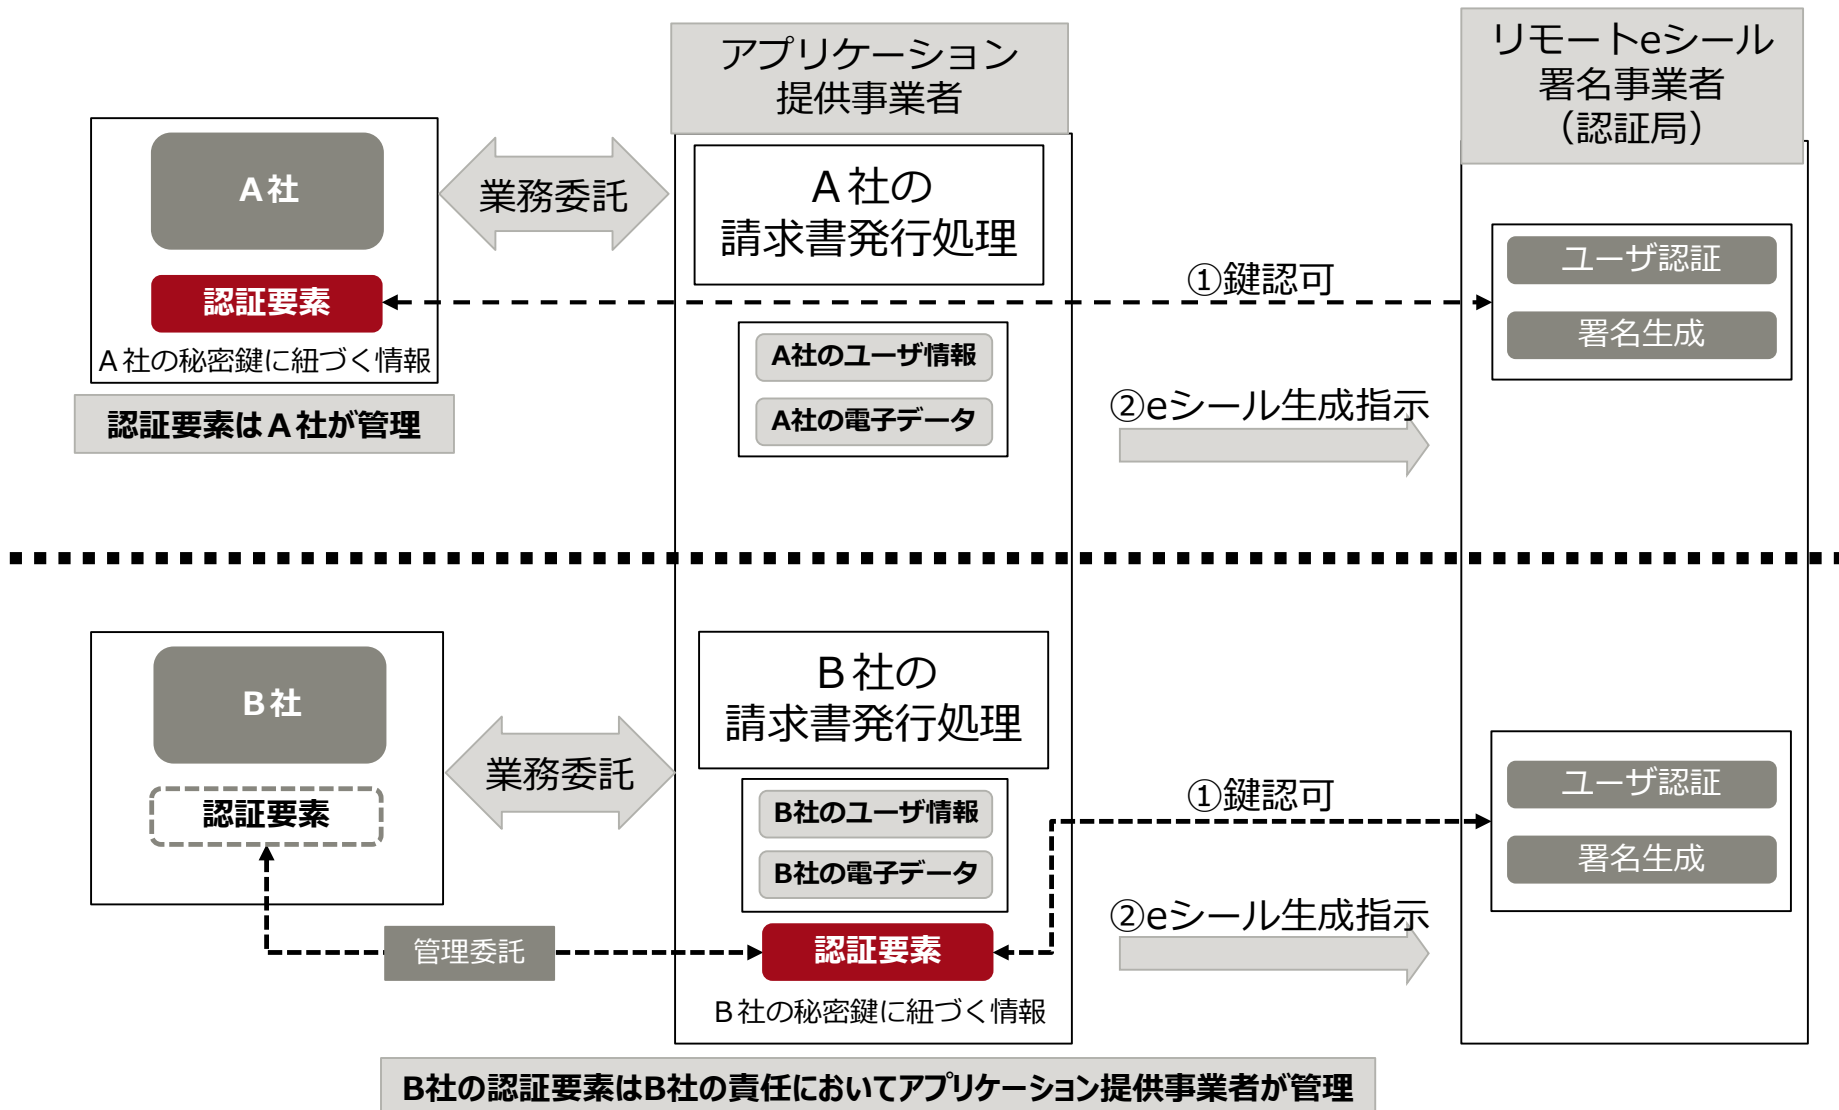 アプリケーション
提供事業者
リモートeシール
署名事業者
（認証局）
A社
業務委託
A社の
請求書発行処理
認証要素
A社の秘密鍵に紐づく情報
認証要素はA社が管理
A社のユーザ情報
A社の電子データ
①鍵認可
②eシール生成指示
ユーザ認証
署名生成
B社
業務委託
B社の
請求書発行処理
認証要素
B社のユーザ情報
B社の電子データ
管理委託
認証要素
B社の秘密鍵に紐づく情報
①鍵認可
②eシール生成指示
ユーザ認証
署名生成
B社の認証要素はB社の責任においてアプリケーション提供事業者が管理